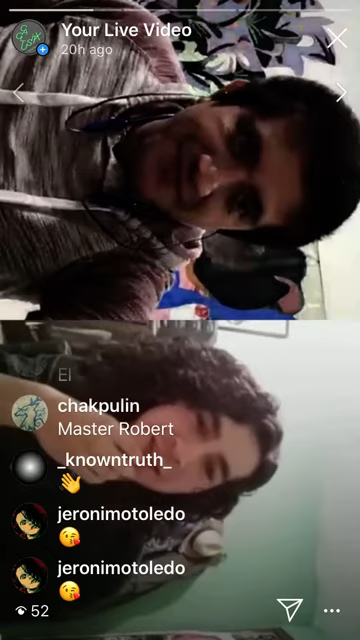 Your Live Video
20h ago
El
chakpulin
Master Robert
_knowntruth_
👋
jeronimotoledo
😘
jeronimotoledo
😘
52